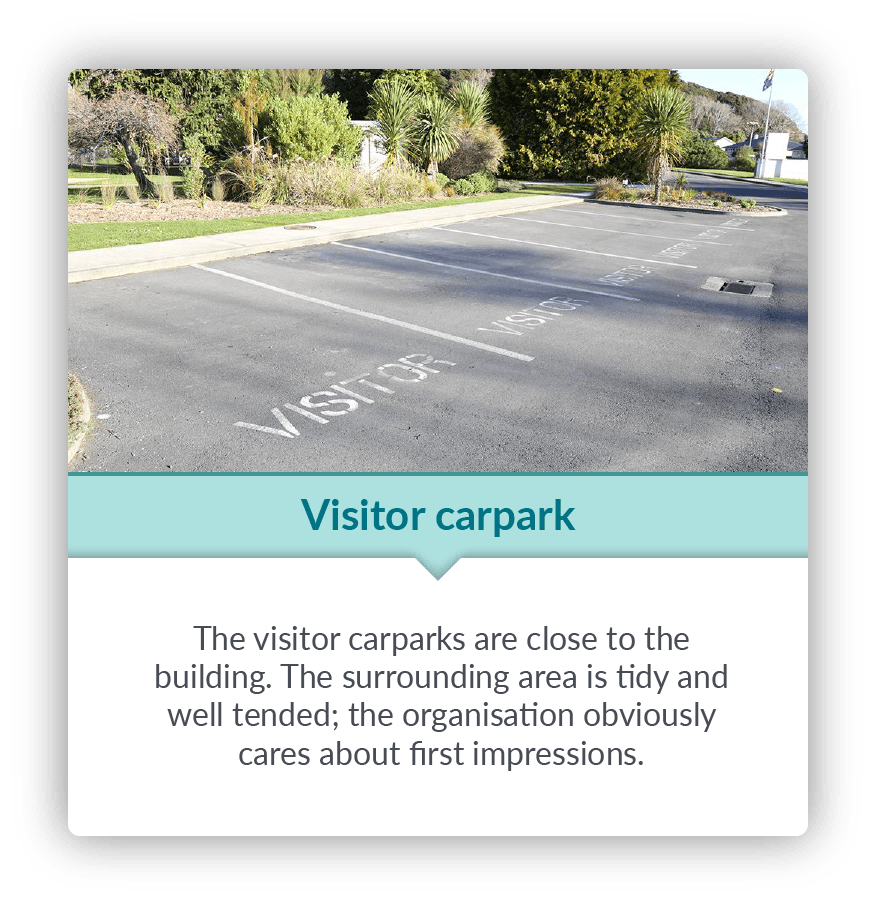 VISITOR
VISITOR
VISITOR
VISITOR
Visitor carpark
The visitor carparks are close to the
building. The surrounding area is tidy and
well tended; the organisation obviously
cares about first impressions.